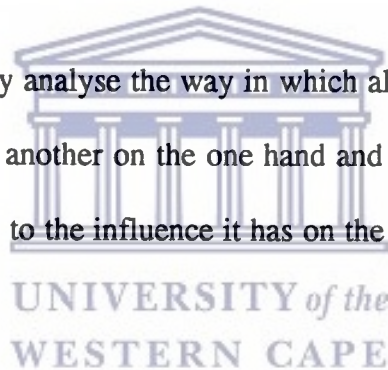 y analyse the way in which al
another on the one hand and
to the influence it has on the
UNIVERSITY of the
WESTERN CAPE